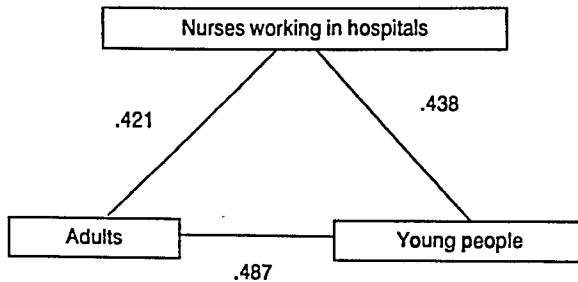 Nurses working in hospitals
.421
.438
Adults
Young people
.487